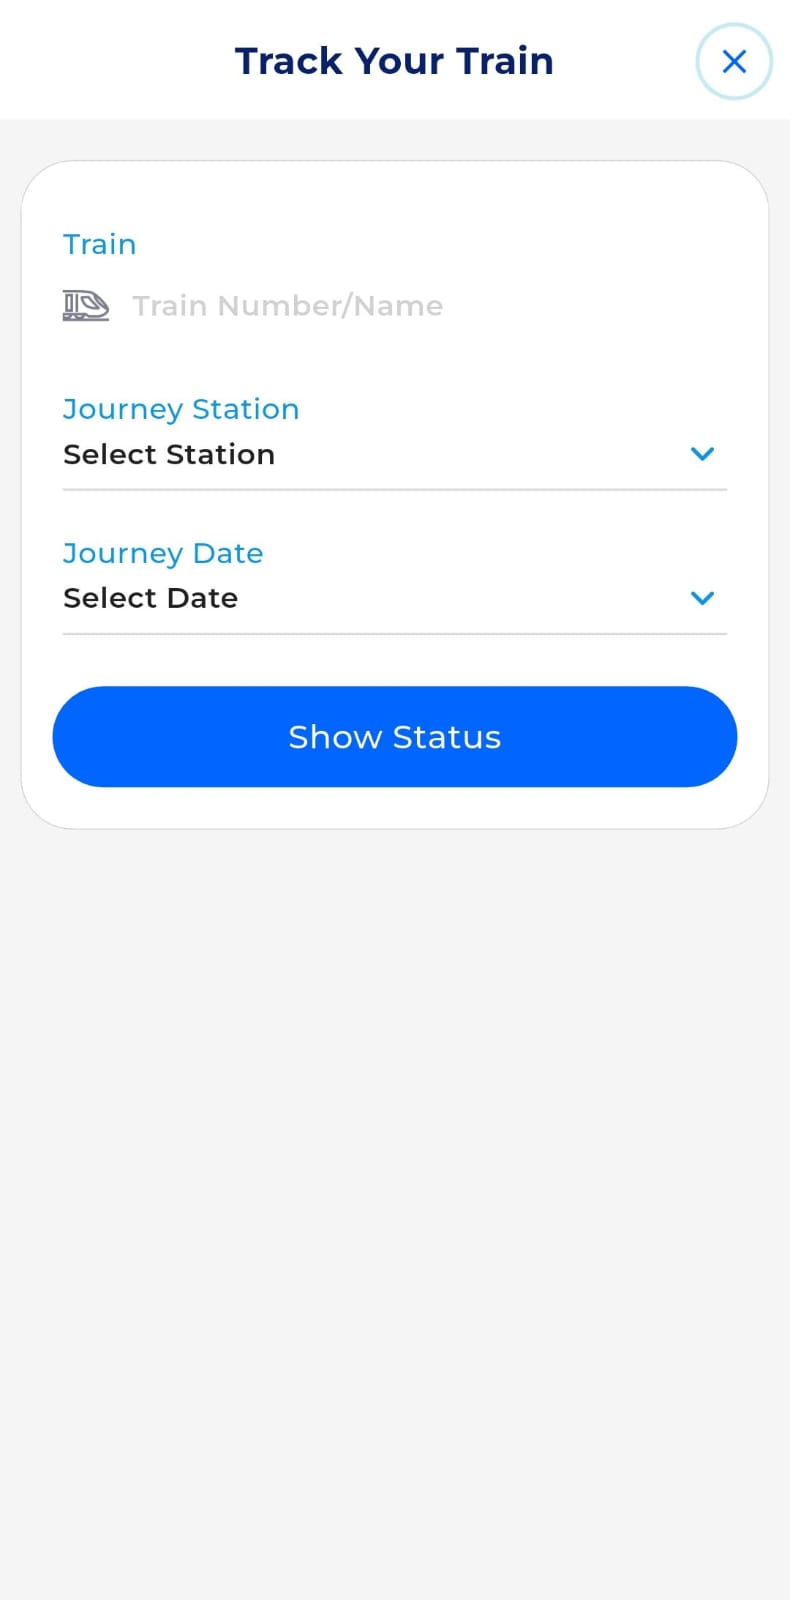 Track Your Train
Train
Train Number/Name
Journey Station
Select Station
Journey Date
Select Date
Show Status